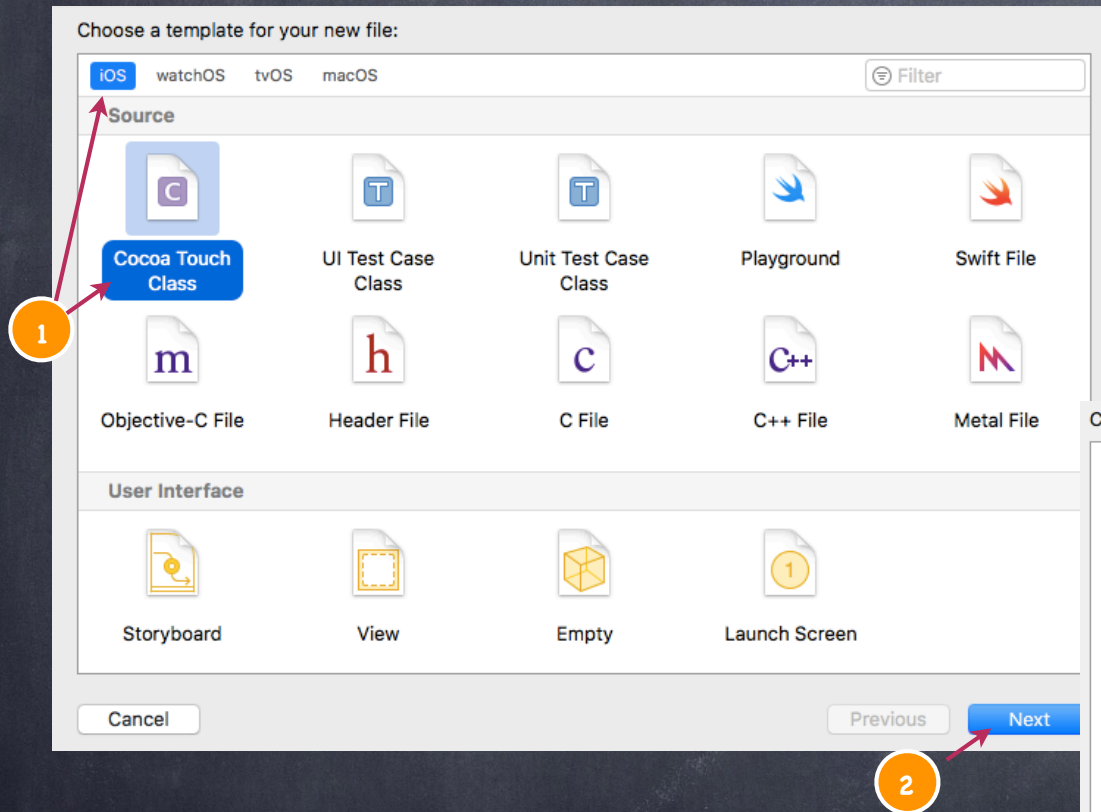 Choose a template for your new file:
iOS watchOS tvOS macOS Filter
Source
C T T
Cocoa Touch
Class
UI Test Case
Class
Unit Test Case
Class
Playground
Swift File
1
m h c C++
Objective-C File Header File C File C++ File Metal File
C
User Interface
1
Storyboard View Empty Launch Screen
Cancel Previous Next
2